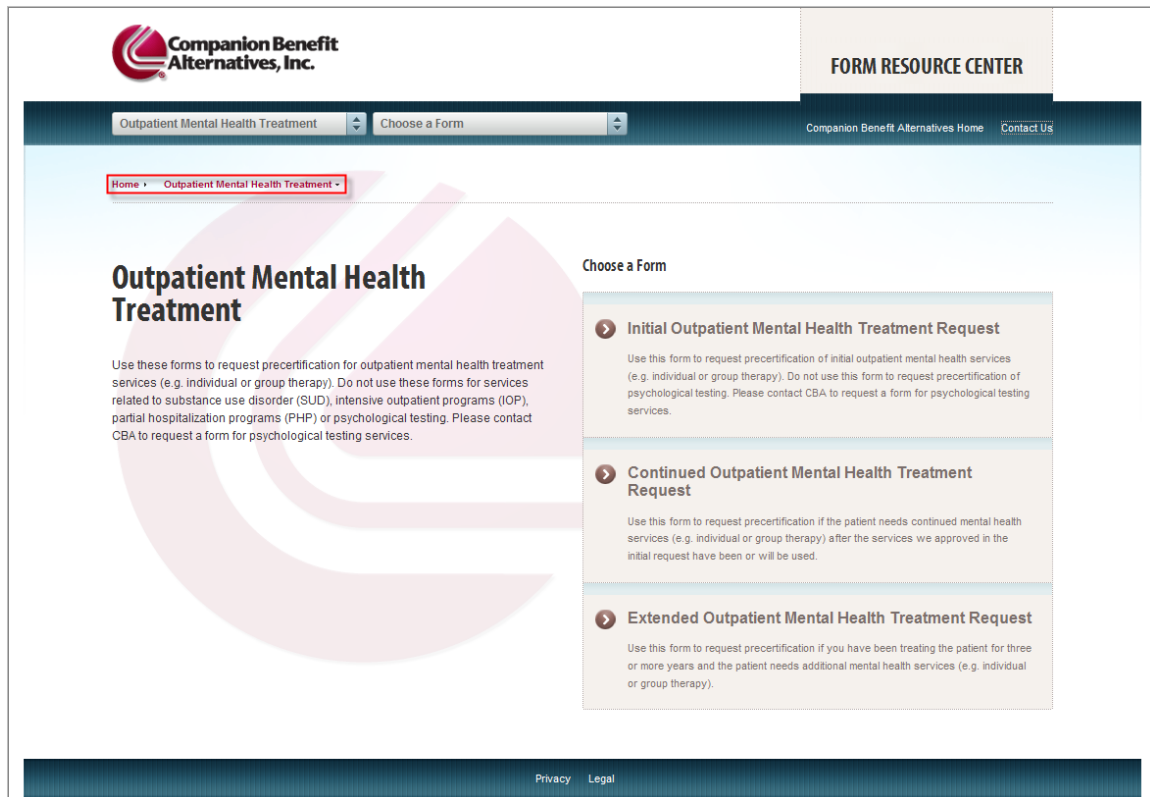 Companion Benefit
Alternatives, Inc.
FORM RESOURCE CENTER
Outpatient Mental Health Treatment
Choose a Form
Companion Benefit Alternatives Home
Contact Us
Home
Outpatient Mental Health Treatment
Outpatient Mental Health
Treatment
Use these forms to request precertification for outpatient mental health treatment
services (e.g. individual or group therapy). Do not use these forms for services
related to substance use disorder (SUD), intensive outpatient programs (IOP),
partial hospitalization programs (PHP) or psychological testing. Please contact
CBA to request a form for psychological testing services.
Choose a Form
Initial Outpatient Mental Health Treatment Request
Use this form to request precertification of initial outpatient mental health services
(e.g. individual or group therapy). Do not use this form to request precertification of
psychological testing. Please contact CBA to request a form for psychological testing
services.
Continued Outpatient Mental Health Treatment
Request
Use this form to request precertification if the patient needs continued mental health
services (e.g. individual or group therapy) after the services we approved in the
initial request have been or will be used.
Extended Outpatient Mental Health Treatment Request
Use this form to request precertification if you have been treating the patient for three
or more years and the patient needs additional mental health services (e.g. individual
or group therapy).
Privacy
Legal